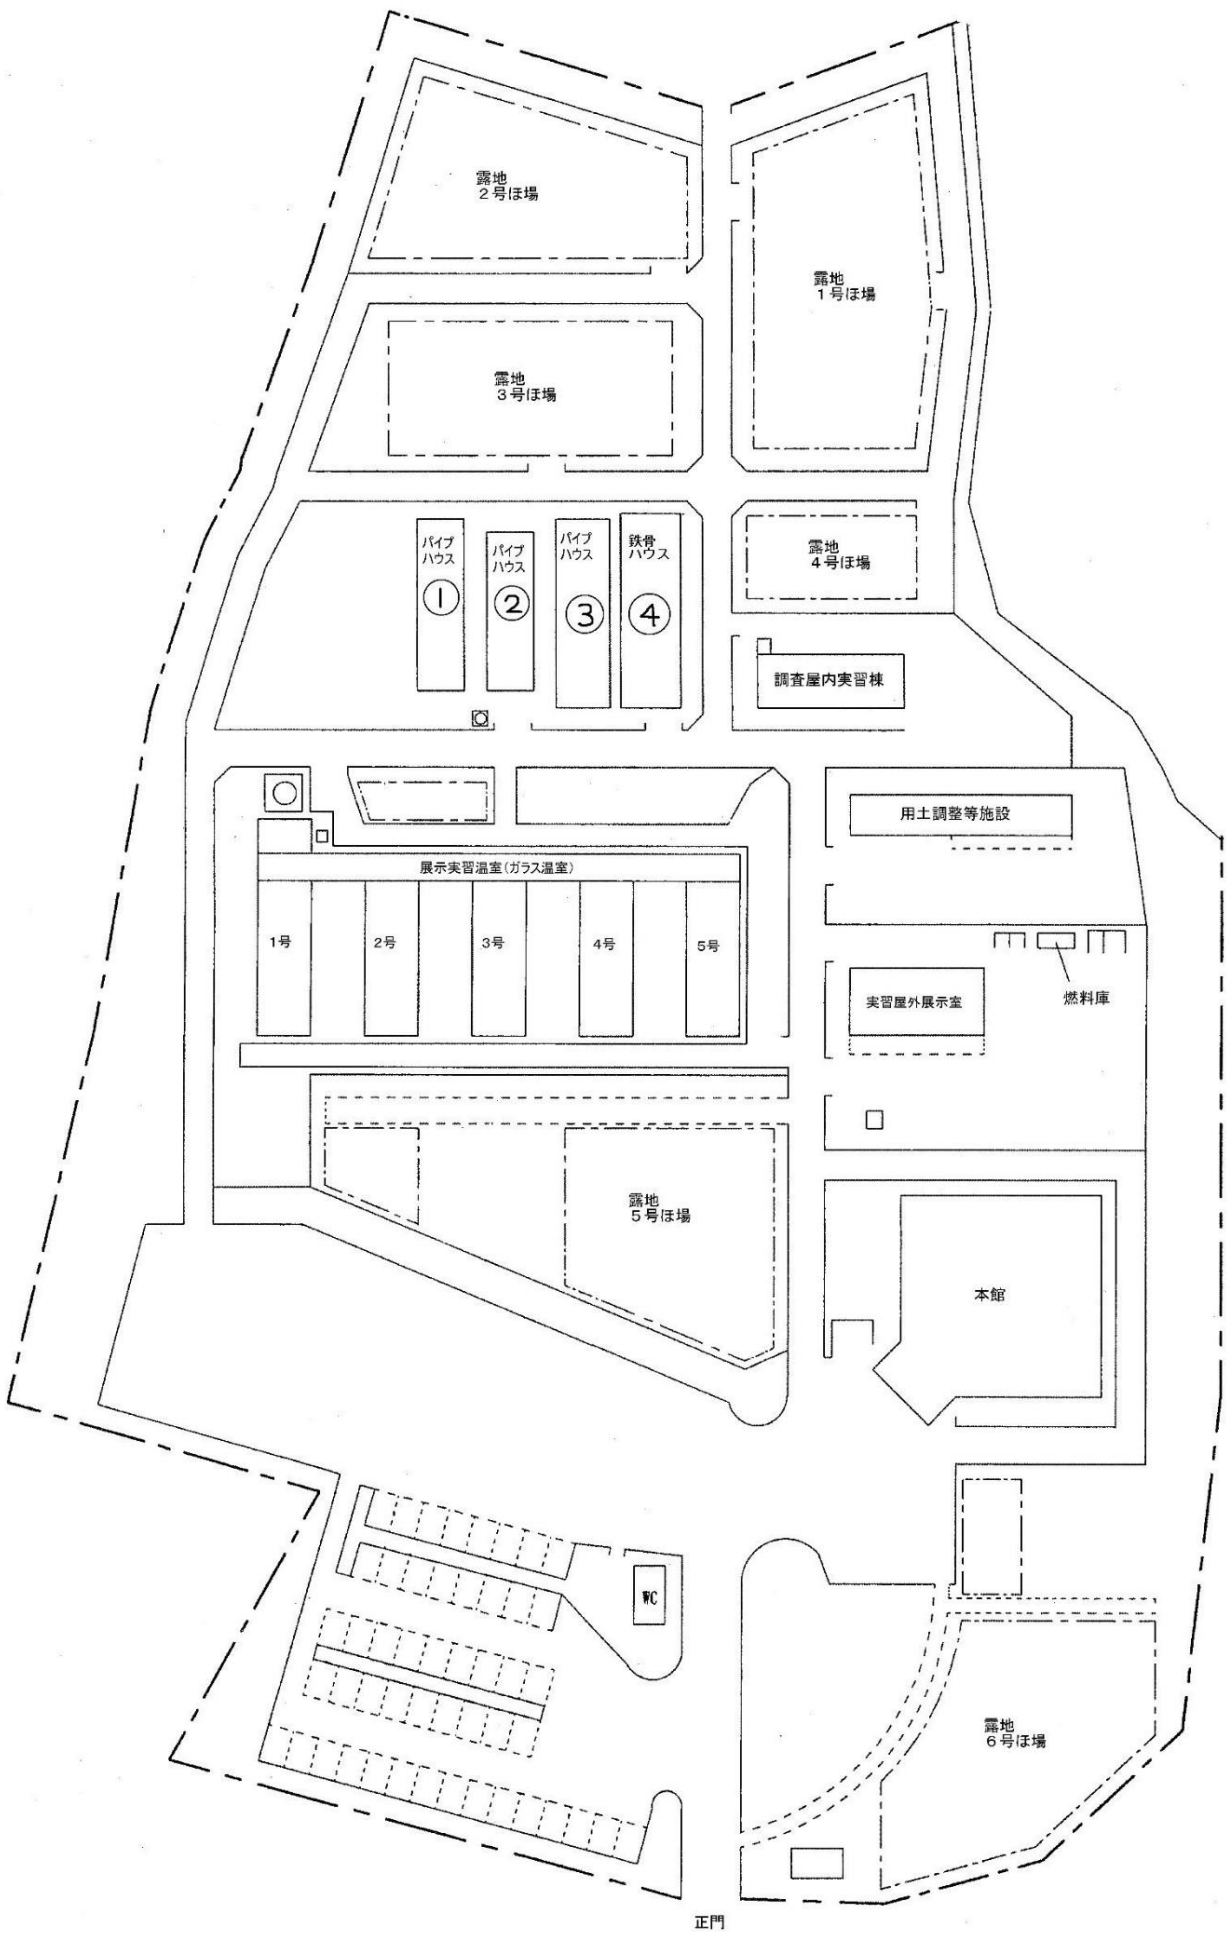 露地
2号ほ場
露地
1号ほ場
露地
3号ほ場
パイプ
ハウス
①
パイプ
ハウス
②
パイプ
ハウス
③
鉄骨
ハウス
④
露地
4号ほ場
調査屋内実習棟
用土調整等施設
展示実習温室(ガラス温室)
1号
2号
3号
4号
5号
実習屋外展示室
燃料庫
露地
5号ほ場
本館
WC
露地
6号ほ場
正門